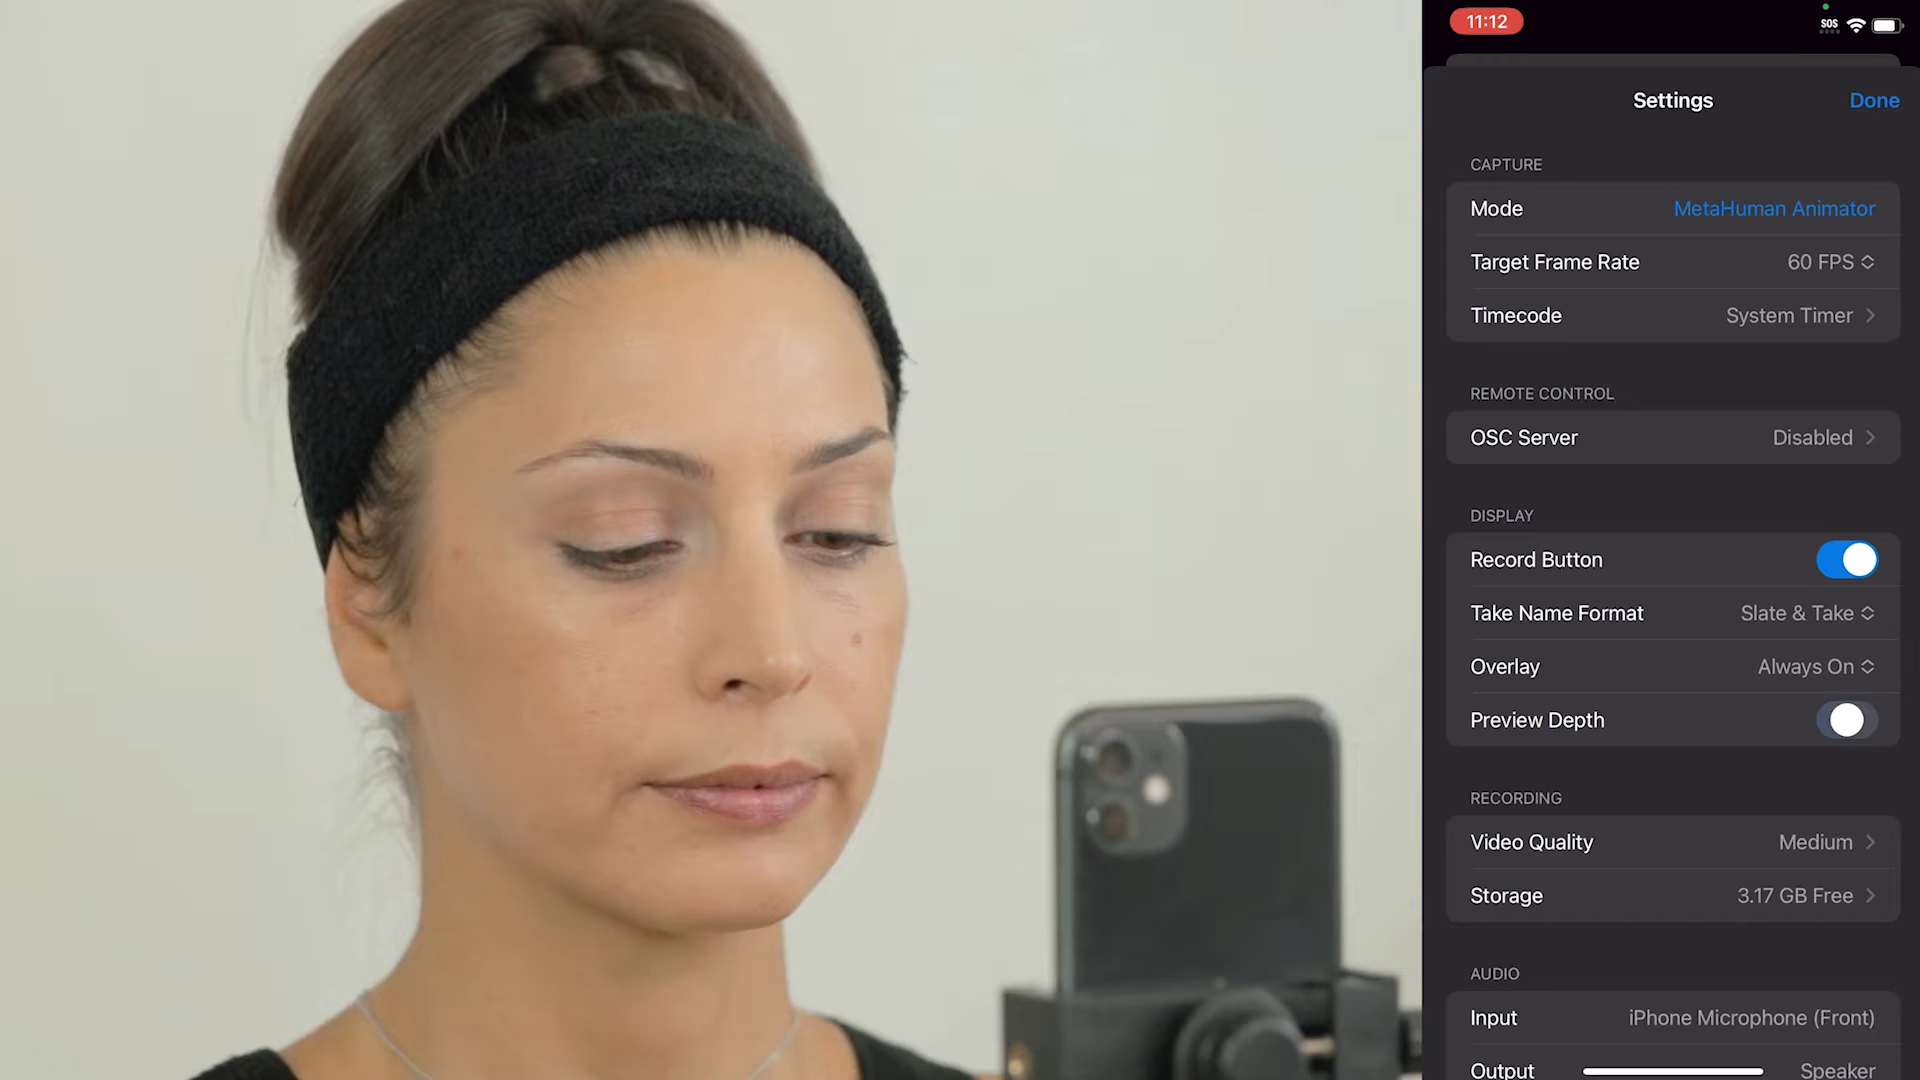 11:12
SOS
Settings
Done
CAPTURE
Mode MetaHuman Animator
Target Frame Rate 60 FPS
Timecode System Timer
REMOTE CONTROL
OSC Server Disabled
DISPLAY
Record Button
Take Name Format Slate & Take
Overlay Always On
Preview Depth
RECORDING
Video Quality Medium
Storage 3.17 GB Free
AUDIO
Input iPhone Microphone (Front)
Output Speaker